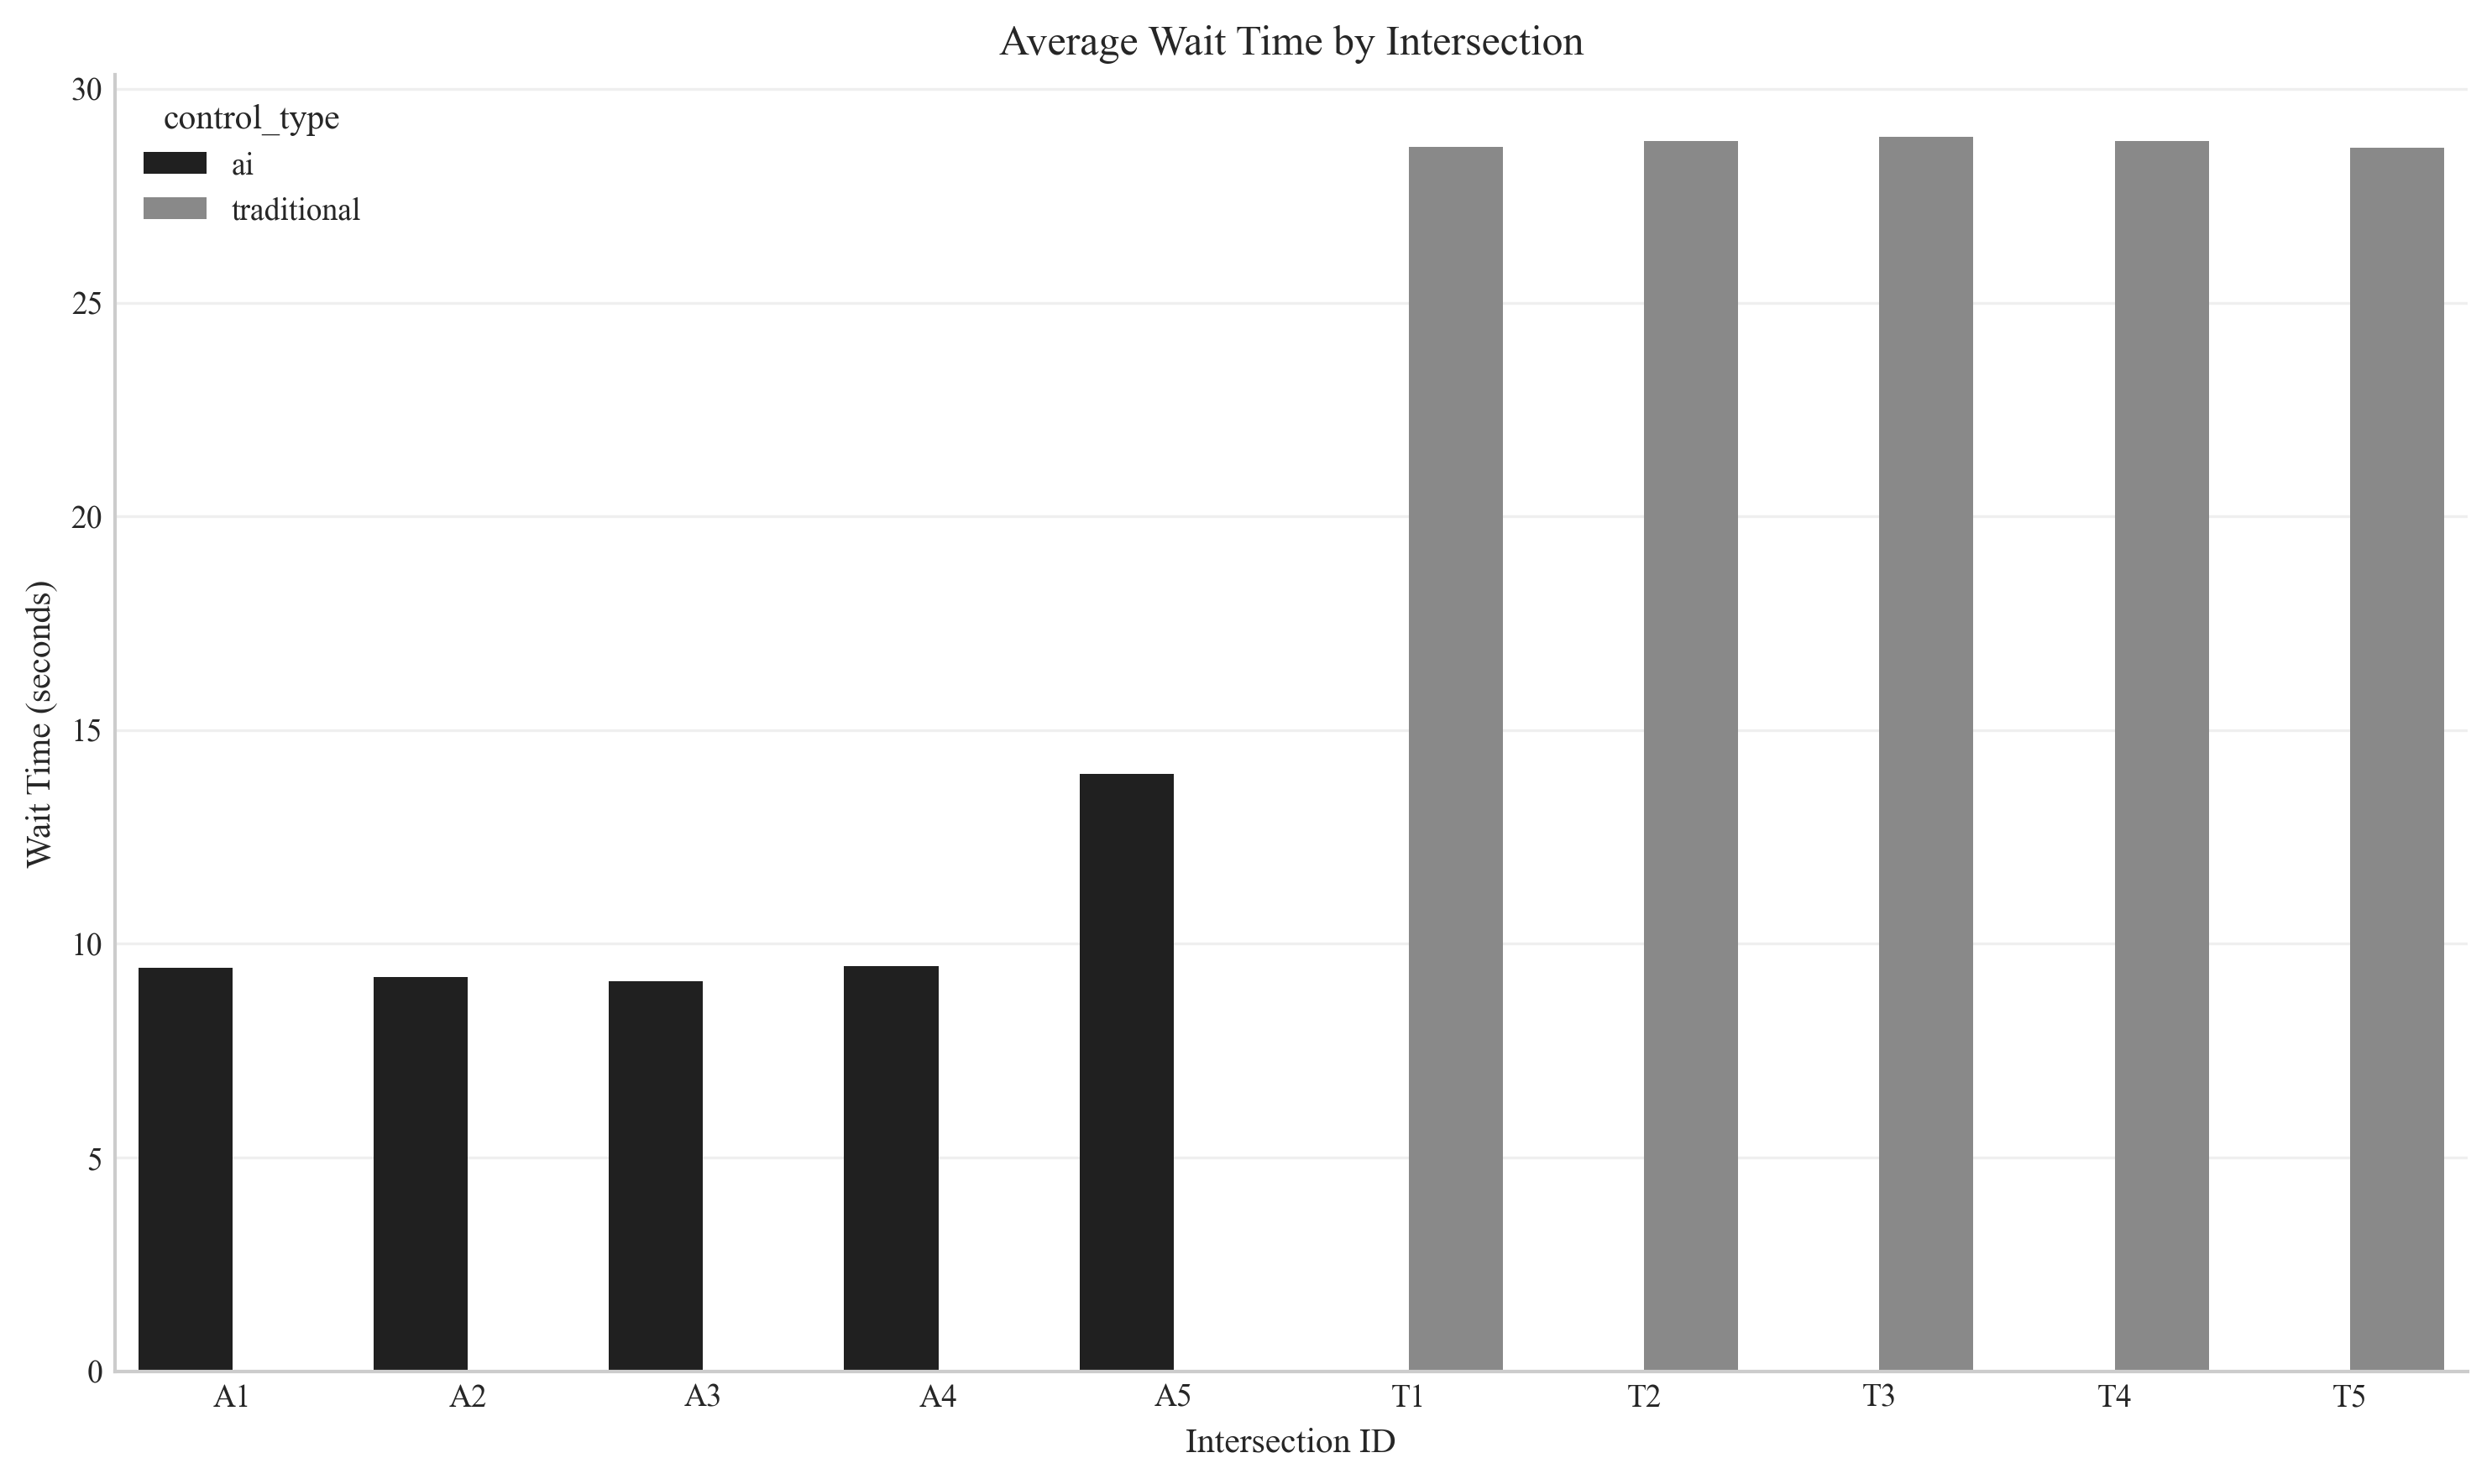 Average Wait Time by Intersection
control_type
ai
traditional
30
25
20
15
10
5
0
Wait Time (seconds)
A1 A2 A3 A4 A5 T1 T2 T3 T4 T5
Intersection ID